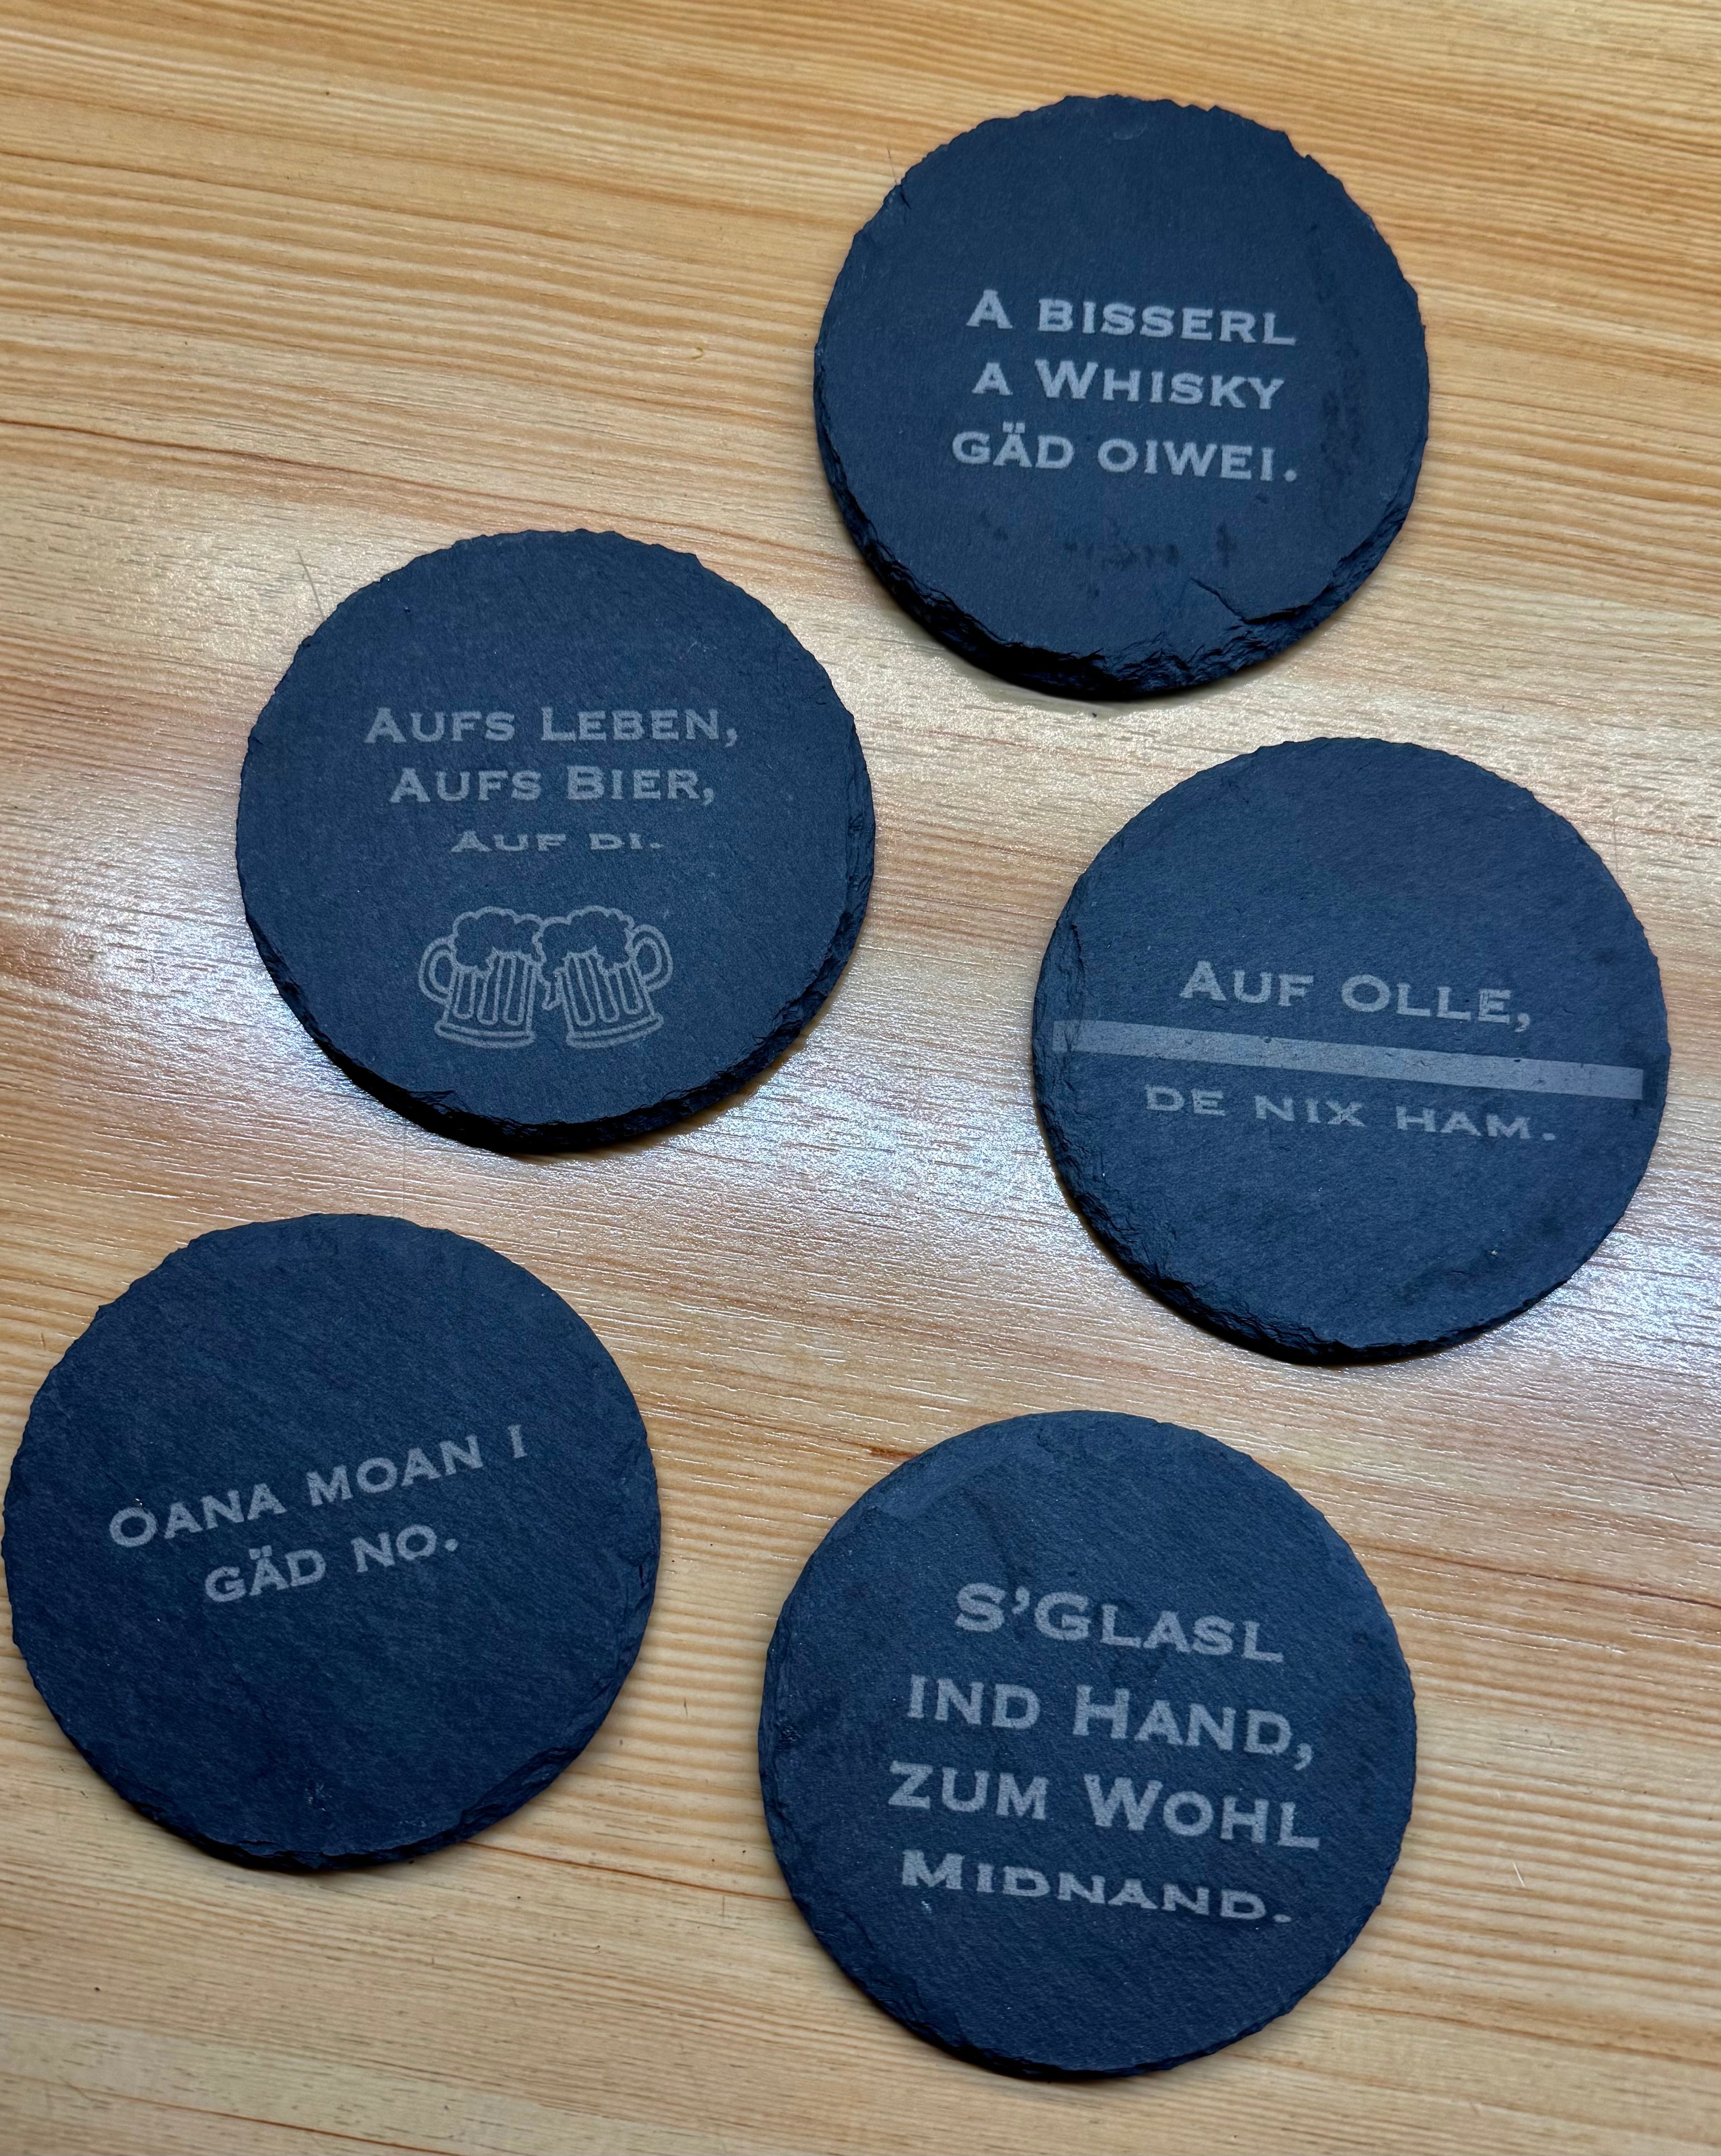 A bisserl
a Whisky
gäd oiwei.
Aufs Leben,
Aufs Bier,
Auf di.
Auf Olle,
de nix ham.
Oana moan i
gäd no.
S'Glasl
ind Hand,
zum Wohl
Midnand.